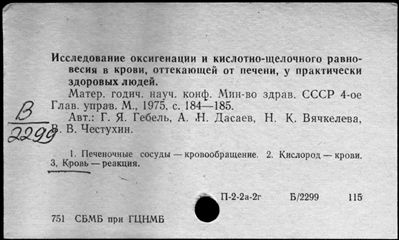 Исследование оксигенации и кислотно-щелочного равно-
весия в крови, оттекающей от печени, у практически
здоровых людей.
Матер. годич. науч. конф. Мин-во здрав. СССР 4-ое
Глав. управ. М., 1975. с. 184—185.
В
2299
Авт.: Г. Я. Гебель, А. Н. Дасаев, Н. К. Вячкелева,
В. В. Честухин.
1. Печеночные сосуды — кровообращение. 2. Кислород — крови.
3. Кровь — реакция.
П-2-2а-2г Б/2299 115
751 СБМБ при ГЦНМБ